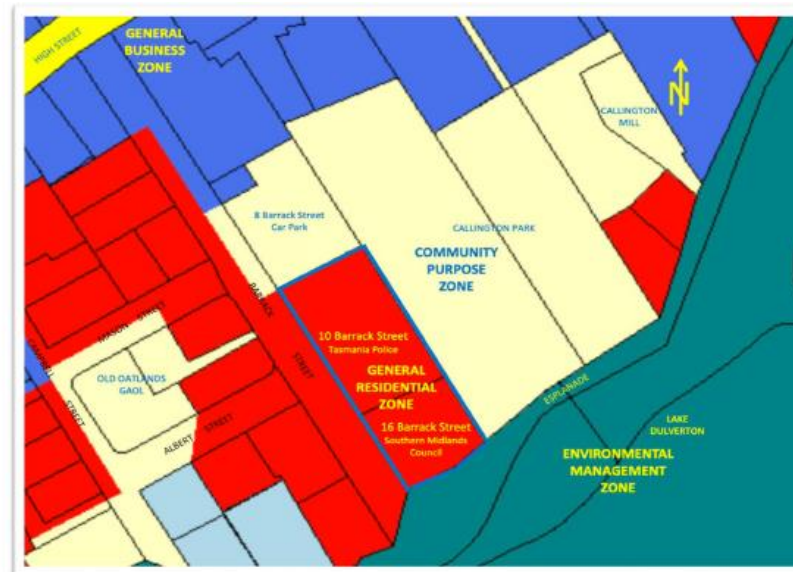 HIGH STREET
GENERAL
BUSINESS
ZONE
N
CALLINGTON
MILL
8 Barrack Street
Car Park
CALLINGTON PARK
COMMUNITY
PURPOSE
ZONE
BARRACK
STREET
MASON STREET
10 Barrack Street
Tasmania Police
GENERAL
RESIDENTIAL
ZONE
CAMPBELL
STREET
OLD OATLANDS
GAOL
ALBERT STREET
16 Barrack Street
Southern Midlands
Council
ESPLANADE
LAKE
DULVERTON
ENVIRONMENTAL
MANAGEMENT
ZONE